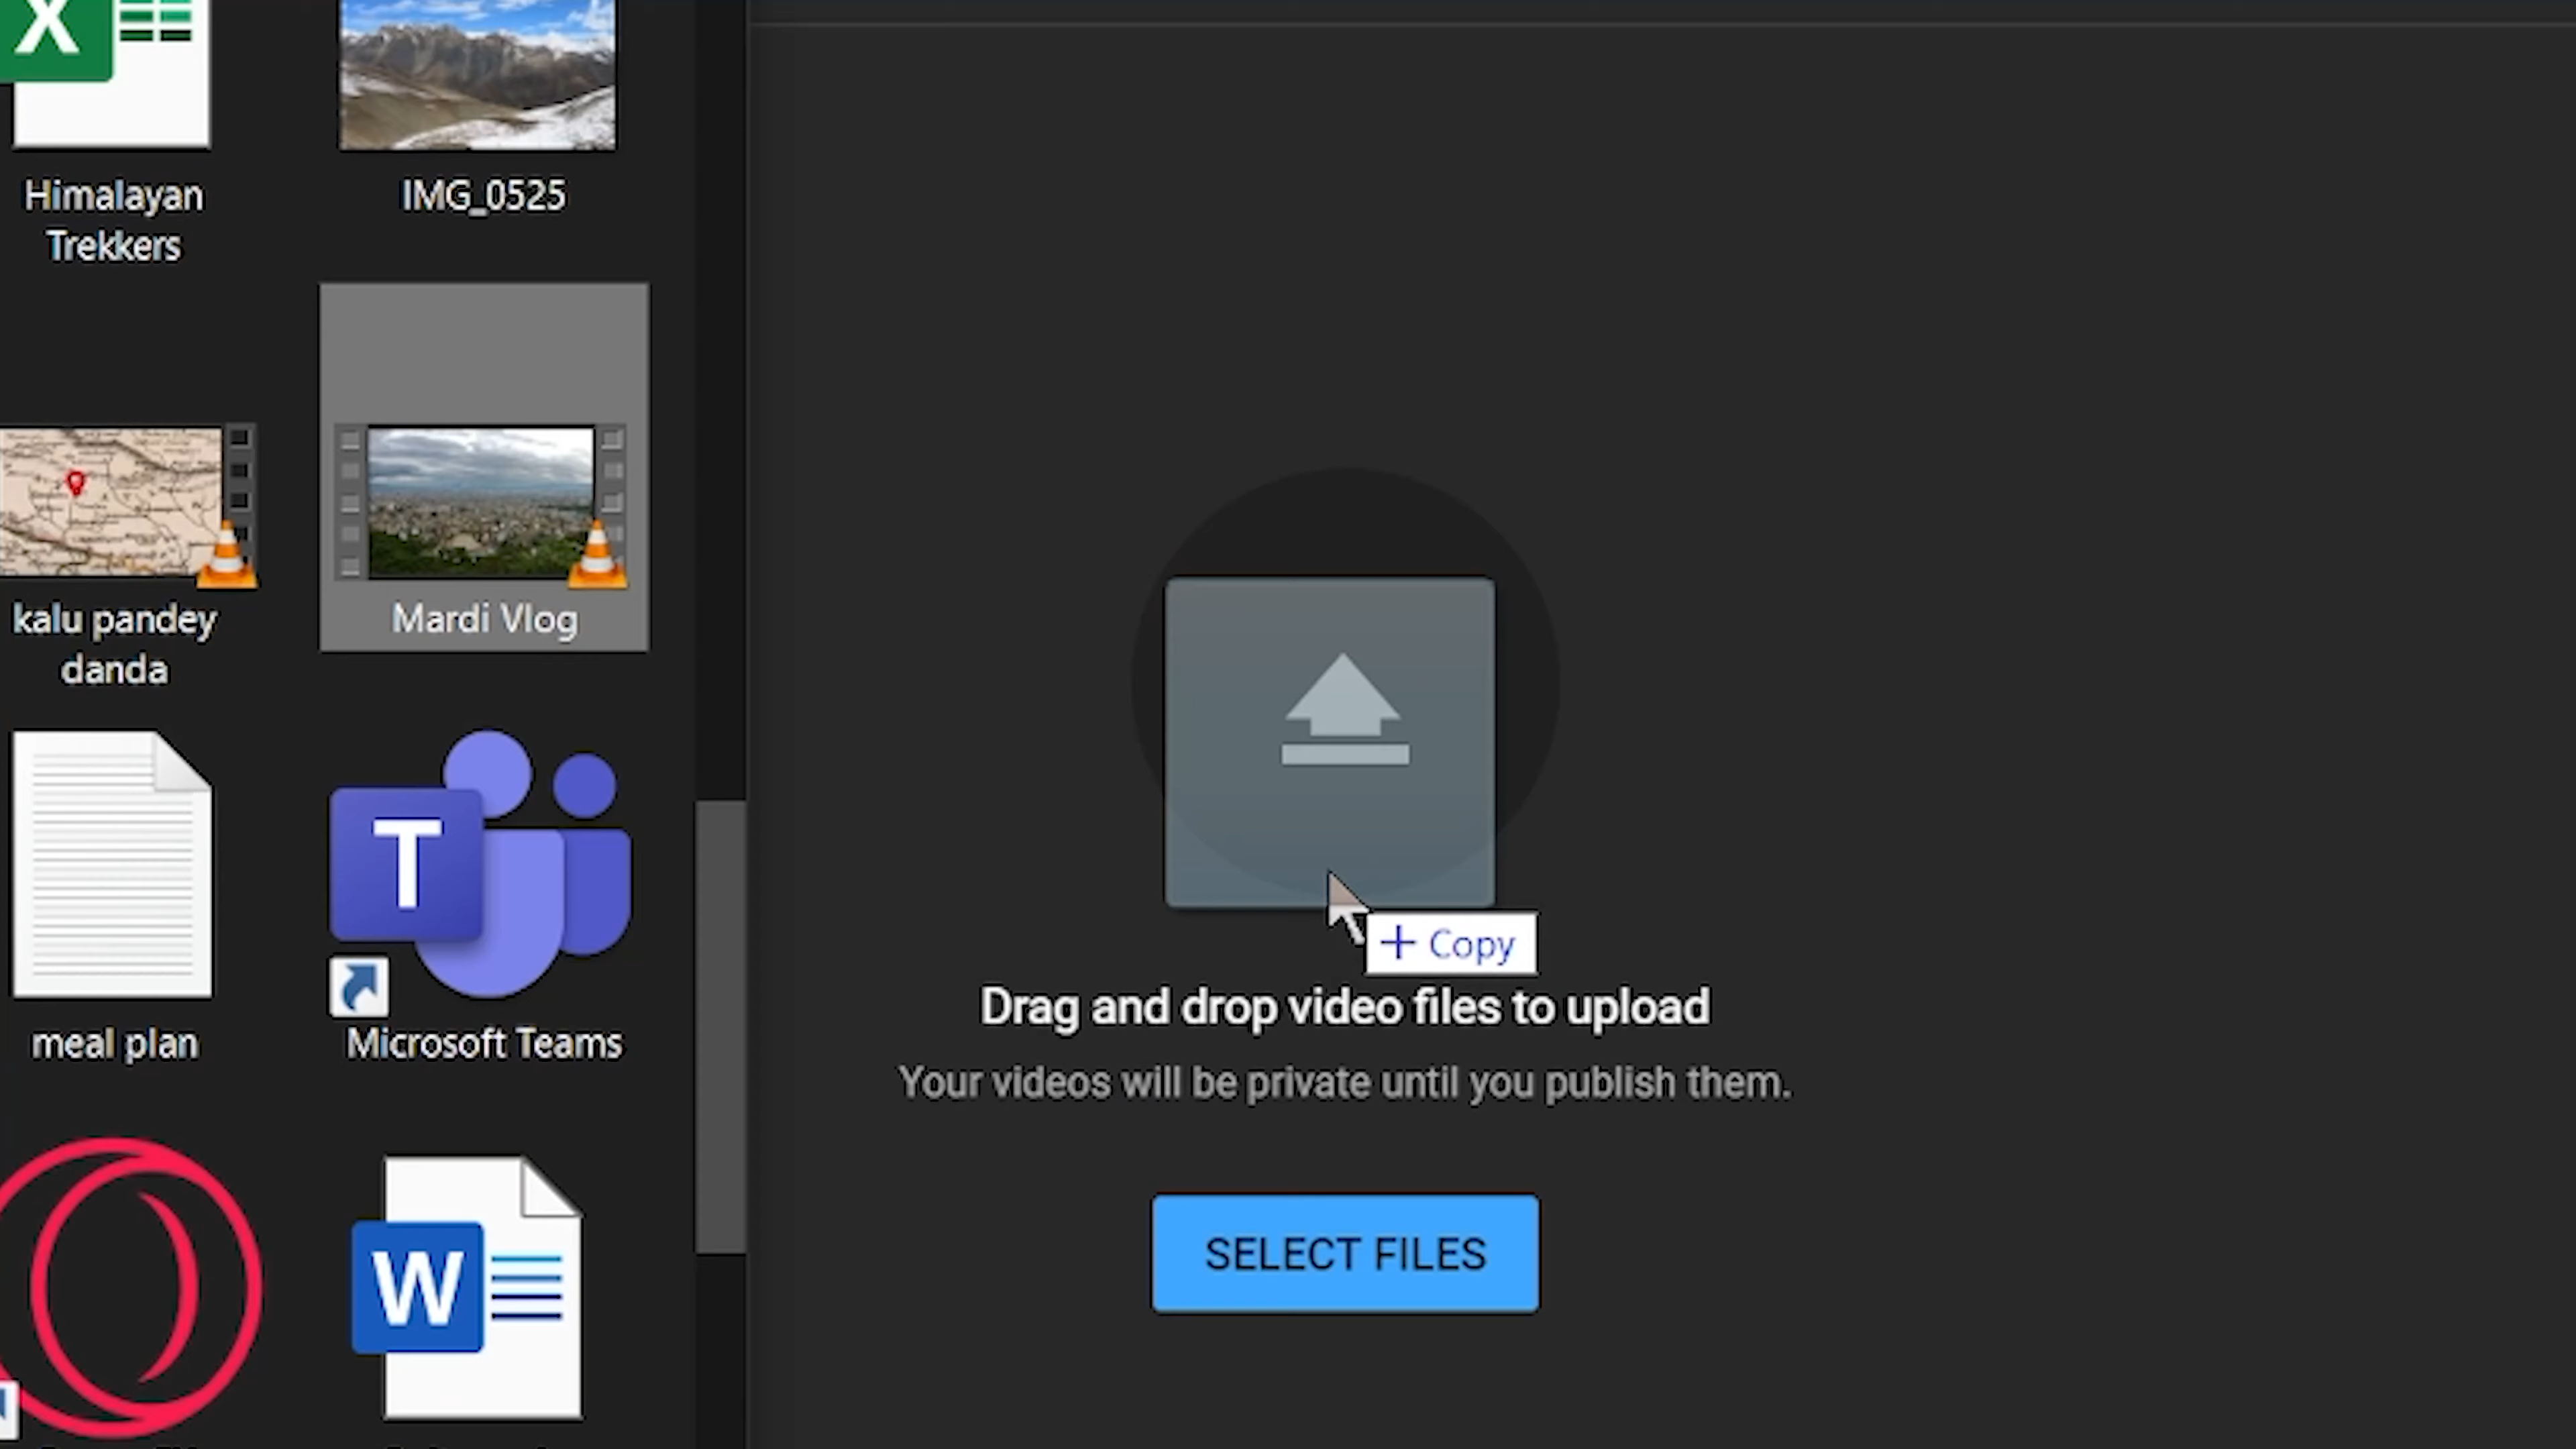 X
Himalayan
Trekkers
IMG_0525
kalu pandey
danda
Mardi Vlog
T
meal plan
Microsoft Teams
W
+ Copy
Drag and drop video files to upload
Your videos will be private until you publish them.
SELECT FILES